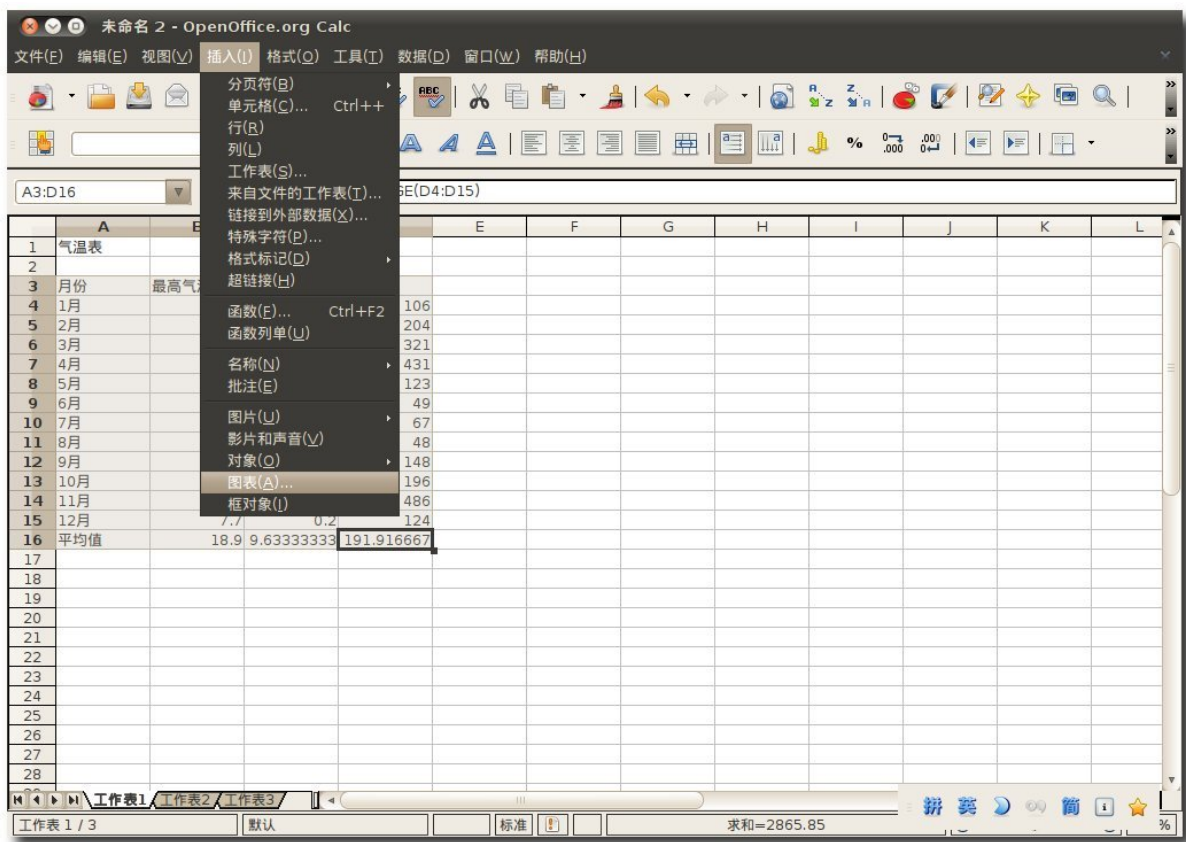 未命名 2 - OpenOffice.org Calc
文件(F) 编辑(E) 视图(V) 插入(I) 格式(O) 工具(T) 数据(D) 窗口(W) 帮助(H)
分页符(B)
单元格(C)... Ctrl++
行(R)
列(L)
工作表(S)...
来自文件的工作表(T)...
链接到外部数据(X)...
特殊字符(P)...
格式标记(D)
超链接(H)
函数(F)... Ctrl+F2
函数列单(U)
名称(N)
批注(E)
图片(U)
影片和声音(V)
对象(O)
图表(A)...
框对象(I)
A3:D16 SE(D4:D15)
A E F G H I J K L
1 气温表
2
3 月份 最高气
4 1月 106
5 2月 204
6 3月 321
7 4月 431
8 5月 123
9 6月 49
10 7月 67
11 8月 48
12 9月 148
13 10月 196
14 11月 486
15 12月 7.7 0.2 124
16 平均值 18.9 9.63333333 191.916667
17
18
19
20
21
22
23
24
25
26
27
28
工作表1 工作表2 工作表3
拼 英 简
工作表 1 / 3 默认 标准 求和=2865.85 %